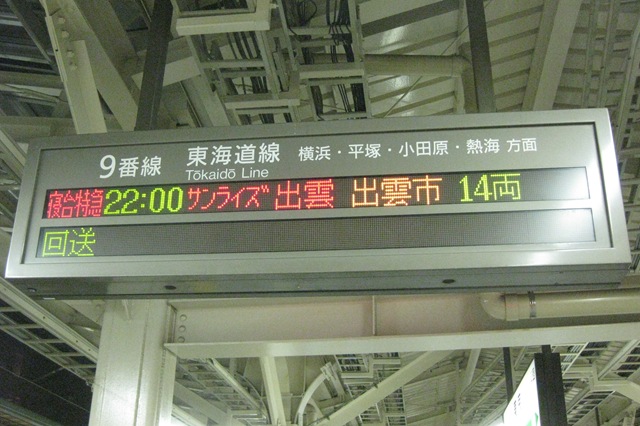 9番線 東海道線 横浜・平塚・小田原・熱海 方面
Tōkaidō Line
寝台特急 22:00 サンライズ 出雲 出雲市 14両
回送